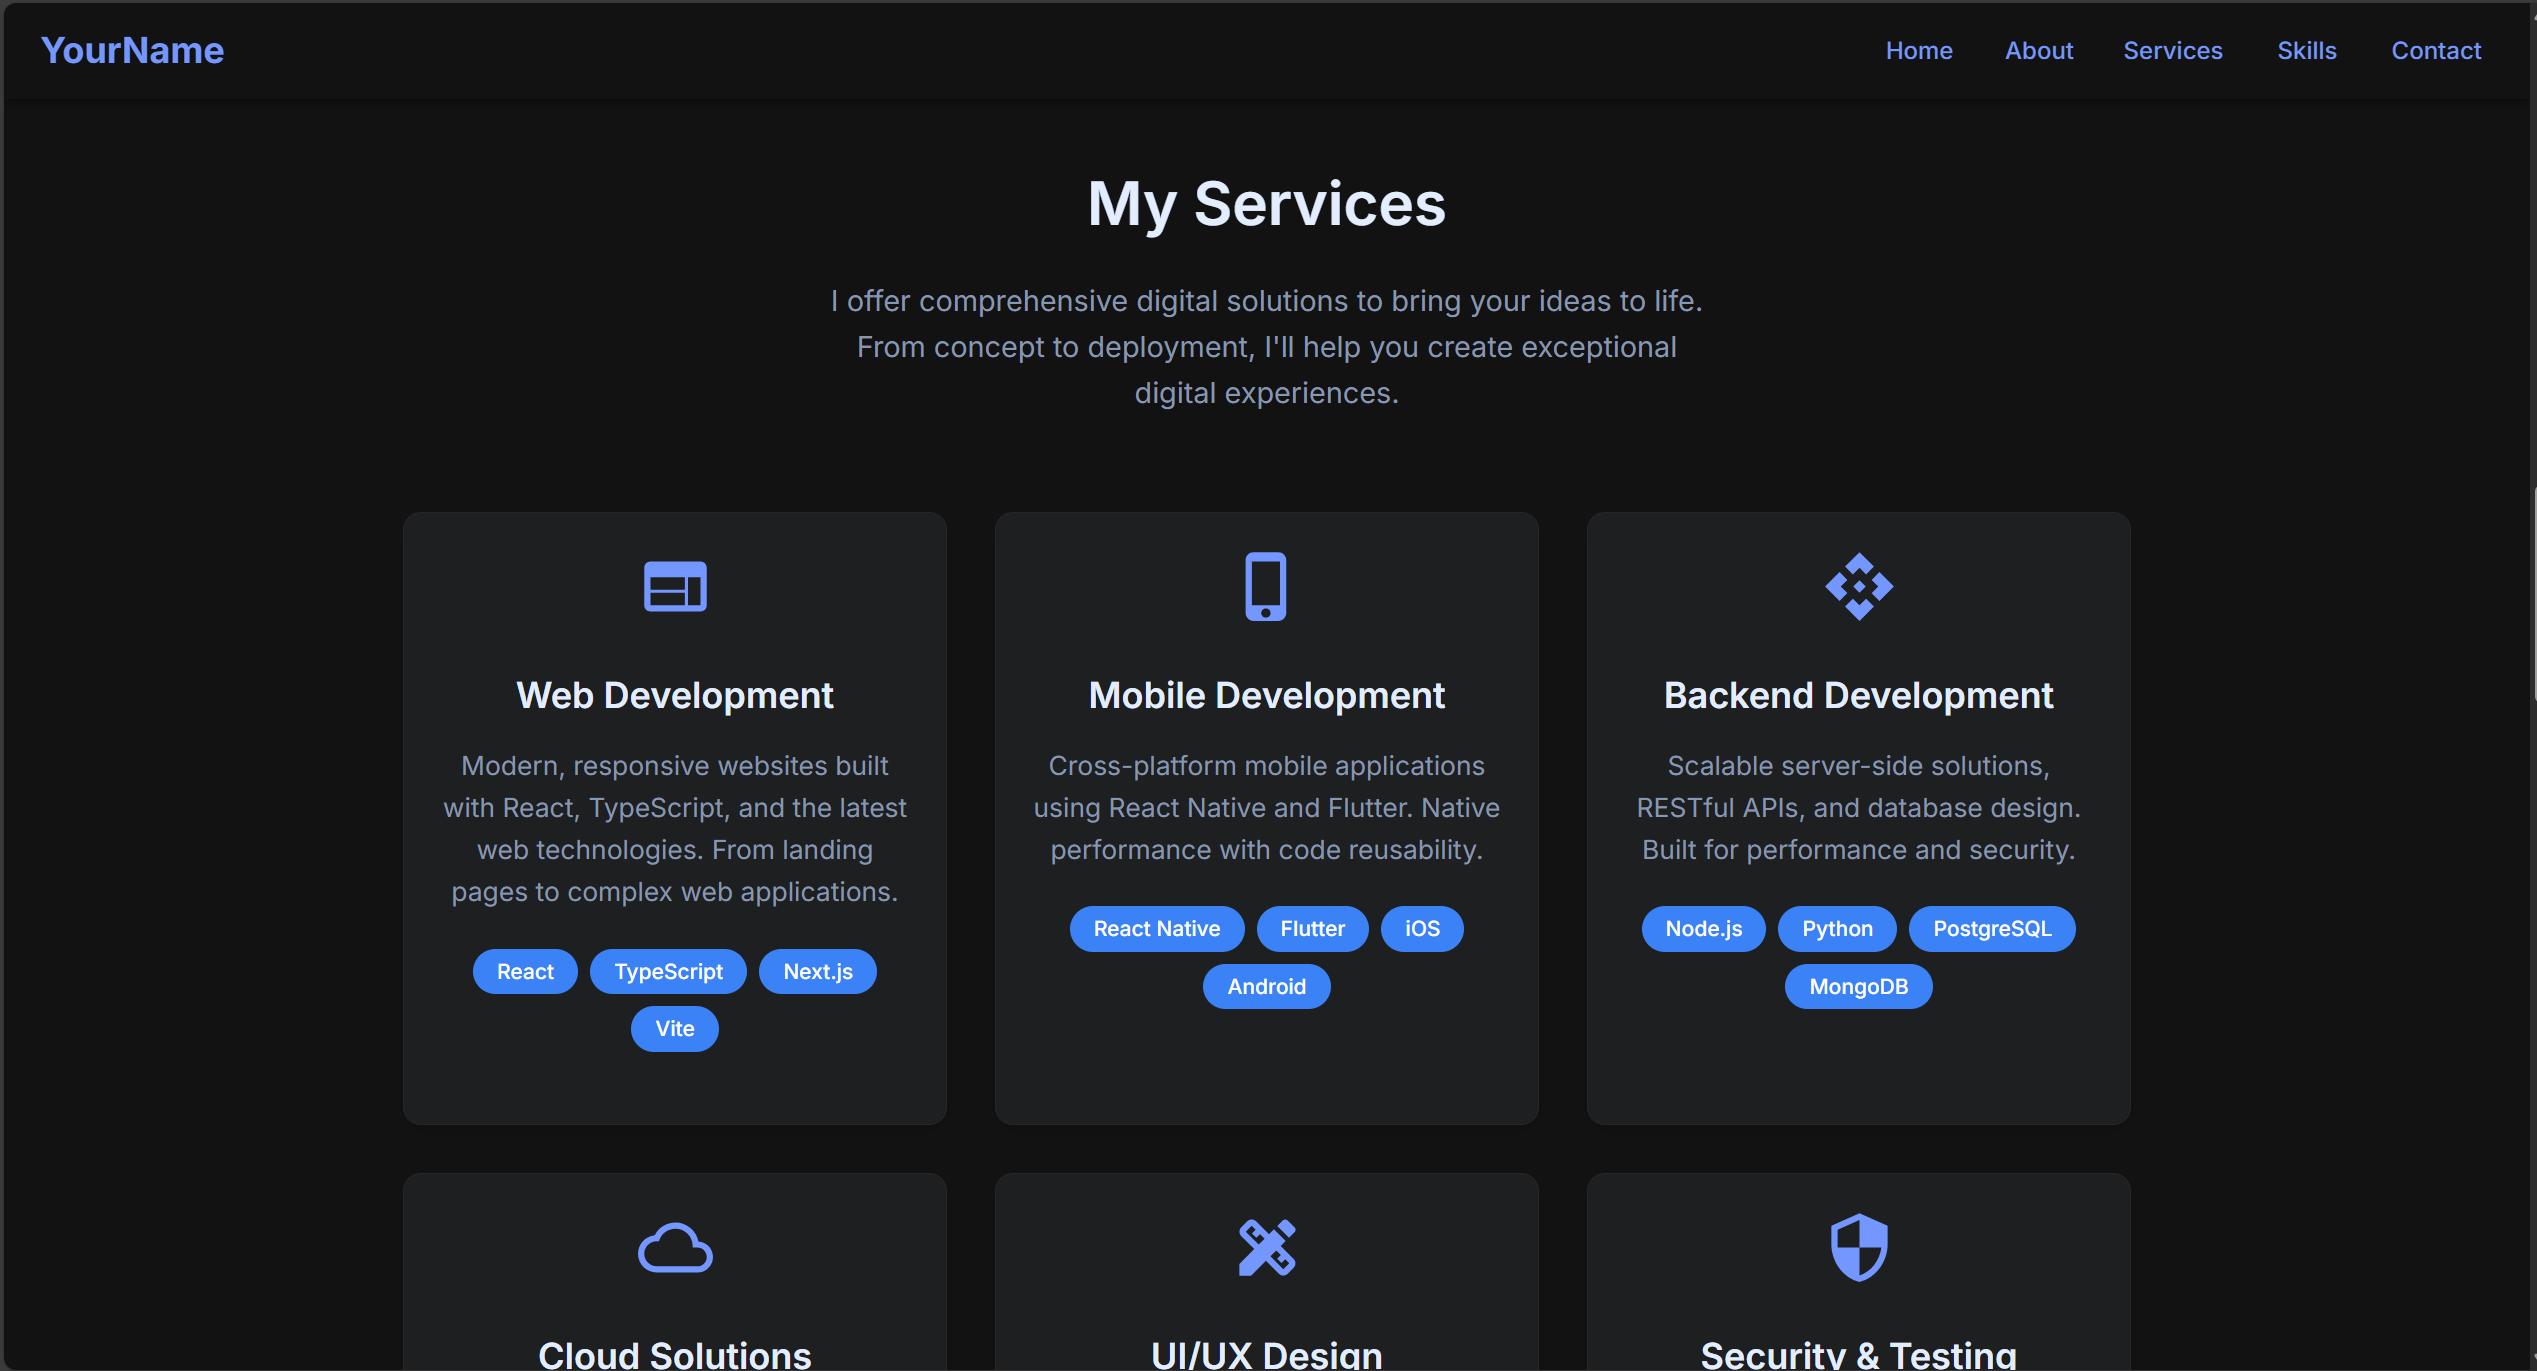 YourName
Home
About
Services
Skills
Contact
My Services
I offer comprehensive digital solutions to bring your ideas to life.
From concept to deployment, I'll help you create exceptional
digital experiences.
Web Development
Modern, responsive websites built
with React, TypeScript, and the latest
web technologies. From landing
pages to complex web applications.
React
TypeScript
Next.js
Vite
Mobile Development
Cross-platform mobile applications
using React Native and Flutter. Native
performance with code reusability.
React Native
Flutter
iOS
Android
Backend Development
Scalable server-side solutions,
RESTful APIs, and database design.
Built for performance and security.
Node.js
Python
PostgreSQL
MongoDB
Cloud Solutions
UI/UX Design
Security & Testing